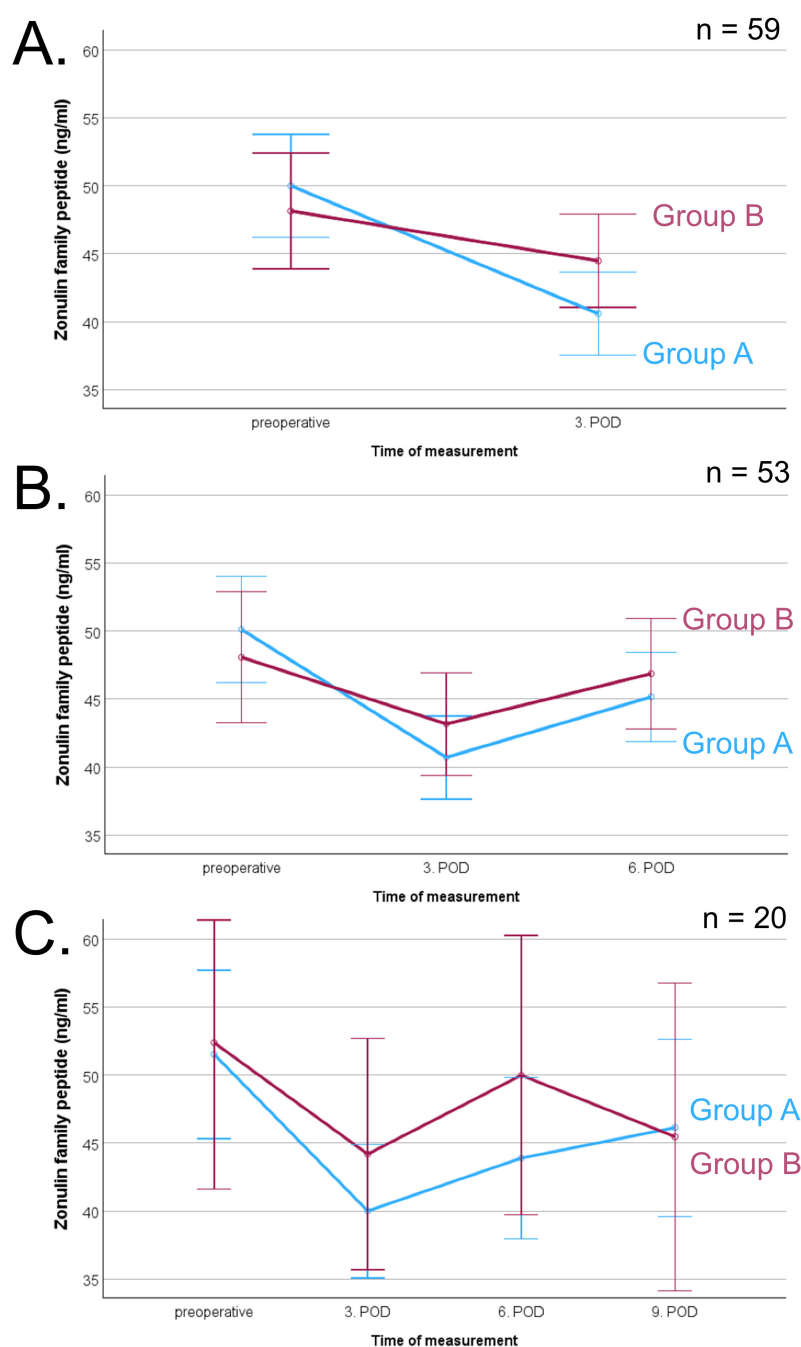 A.
n = 59
Zonulin family peptide (ng/ml)
60
55
50
45
40
35
Group B
Group A
preoperative 3. POD
Time of measurement
B.
n = 53
Zonulin family peptide (ng/ml)
60
55
50
45
40
35
Group B
Group A
preoperative 3. POD 6. POD
Time of measurement
C.
n = 20
Zonulin family peptide (ng/ml)
60
55
50
45
40
35
Group A
Group B
preoperative 3. POD 6. POD 9. POD
Time of measurement